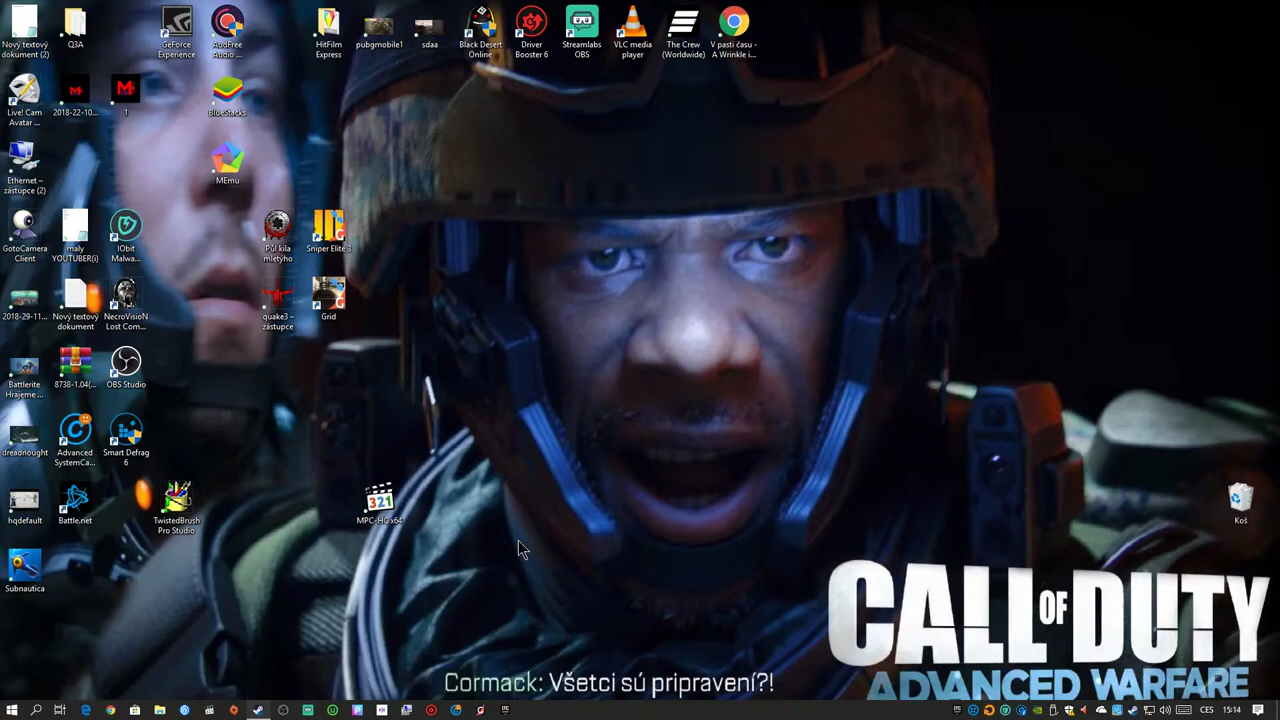 Nový textový
dokument (2)
Q3A
GeForce
Experience
AudFree
Audio ...
HitFilm
Express
pubgmobile1
sdaa
Black Desert
Online
Driver
Booster 6
Streamlabs
OBS
VLC media
player
The Crew
(Worldwide)
V pasti času -
A Wrinkle i...
Live! Cam
Avatar ...
2018-22-10...
1
BlueStacks
Ethernet –
zástupce (2)
MEmu
GotoCamera
Client
maly
YOUTUBER(i)
IObit
Malwa...
Půl kila
mletýho
Sniper Elite 3
2018-29-11...
Nový textový
dokument
NecroVisioN
Lost Com...
quake3 –
zástupce
Grid
Battlerite
Hrajeme ...
8738-1.04(...
OBS Studio
dreadnought
Advanced
SystemCa...
Smart Defrag
6
hqdefault
Battle.net
TwistedBrush
Pro Studio
321
MPC-HC x64
Koš
Subnautica
CALL OF DUTY
ADVANCED WARFARE
Cormack: Všetci sú pripravení?!
CES
15:14